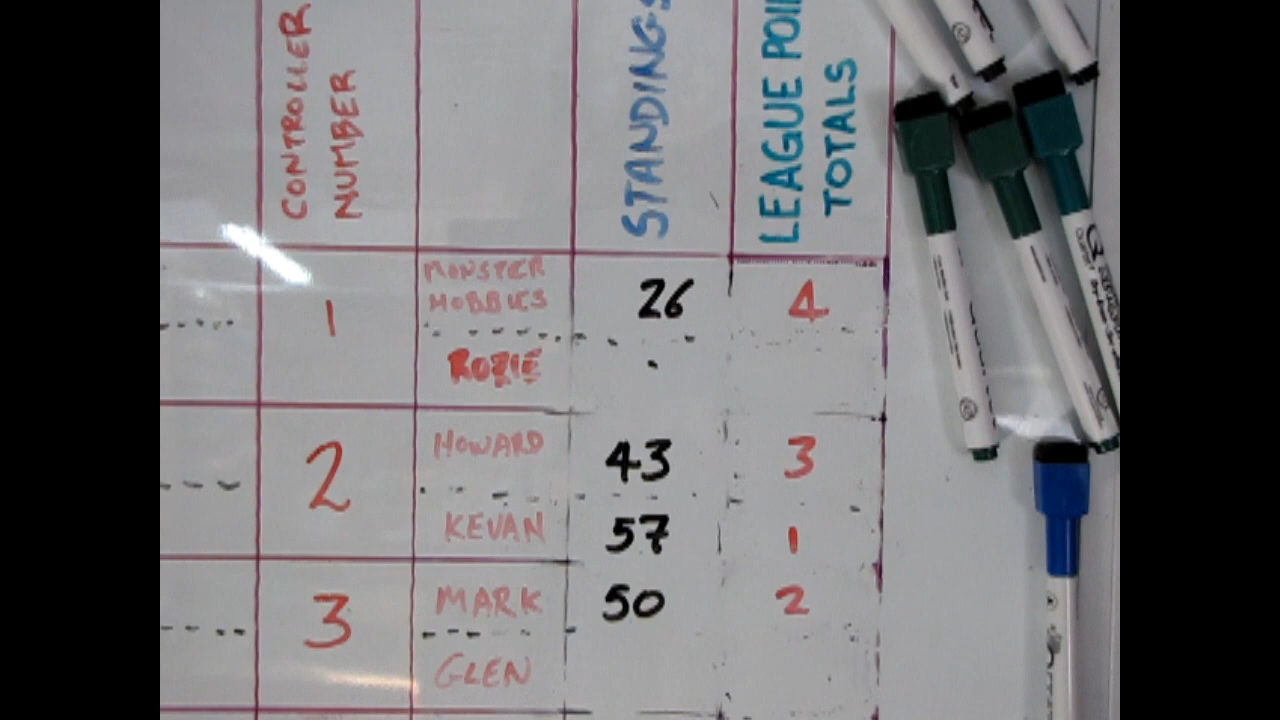 CONTROLLER
NUMBER
STANDINGS
LEAGUE
TOTALS
1
MONSTER
HOBBIES
26
4
ROZIE
2
HOWARD
43
3
KEVAN
57
1
3
MARK
50
2
GLEN